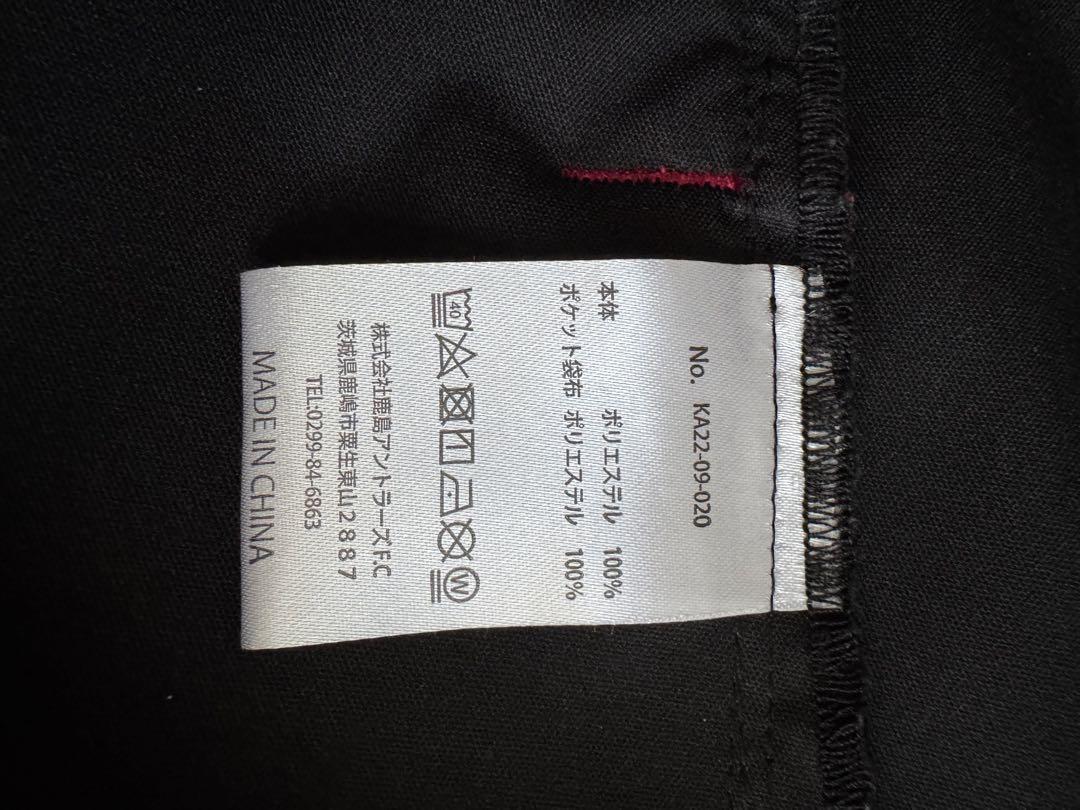 No. KA22-09-020
本体 ポリエステル 100%
ポケット袋布 ポリエステル 100%
40
W
株式会社鹿島アントラーズF.C
茨城県鹿嶋市粟生東山2887
TEL:0299-84-6863
MADE IN CHINA